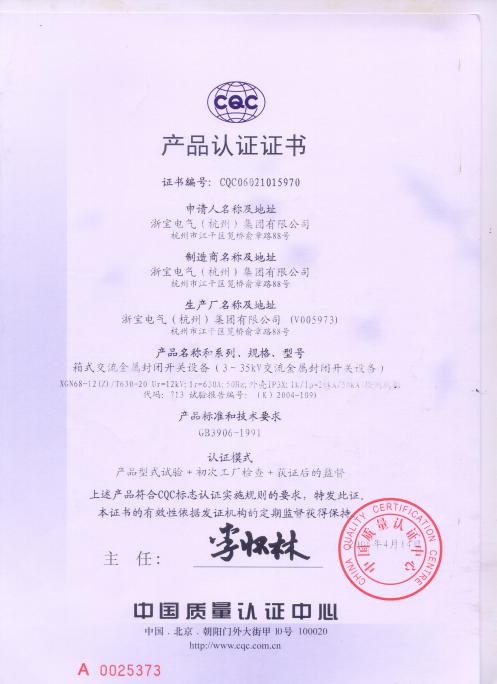 CQC
产品认证证书
证书编号: CQC06021015970
申请人名称及地址
浙宝电气(杭州)集团有限公司
杭州市江干区笕桥俞章路88号
制造商名称及地址
浙宝电气(杭州)集团有限公司
杭州市江干区笕桥俞章路88号
生产厂名称及地址
浙宝电气(杭州)集团有限公司 (V005973)
杭州市江干区笕桥俞章路88号
产品名称和系列、规格、型号
箱式交流金属封闭开关设备(3-35kV交流金属封闭开关设备)
XGN68-12(Z)/T630-20 Ur=12kV; Ir=630A; 50Hz; 外壳IP3X;
代码: 713 试验报告编号: (K)2004-109)
产品标准和技术要求
GB3906-1991
认证模式
产品型式试验+初次工厂检查+获证后的监督
上述产品符合CQC标志认证实施规则的要求,特发此证。
本证书的有效性依据发证机构的定期监督获得保持
年4月1
主 任: 李怀林
CHINA QUALITY CERTIFICATION CENTRE
中国质量认证中心
中国质量认证中心
中国.北京.朝阳门外大街甲10号 100020
http://www.cqc.com.cn
A 0025373